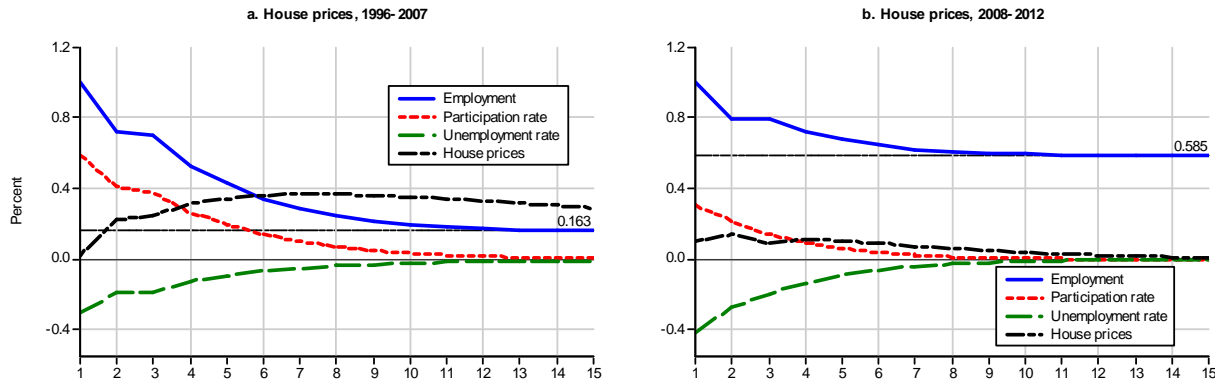 a. House prices, 1996-2007
1.2
0.8
0.4
0.0
-0.4
Percent
Employment
Participation rate
Unemployment rate
House prices
0.163
1 2 3 4 5 6 7 8 9 10 11 12 13 14 15
b. House prices, 2008-2012
1.2
0.8
0.4
0.0
-0.4
0.585
Employment
Participation rate
Unemployment rate
House prices
1 2 3 4 5 6 7 8 9 10 11 12 13 14 15